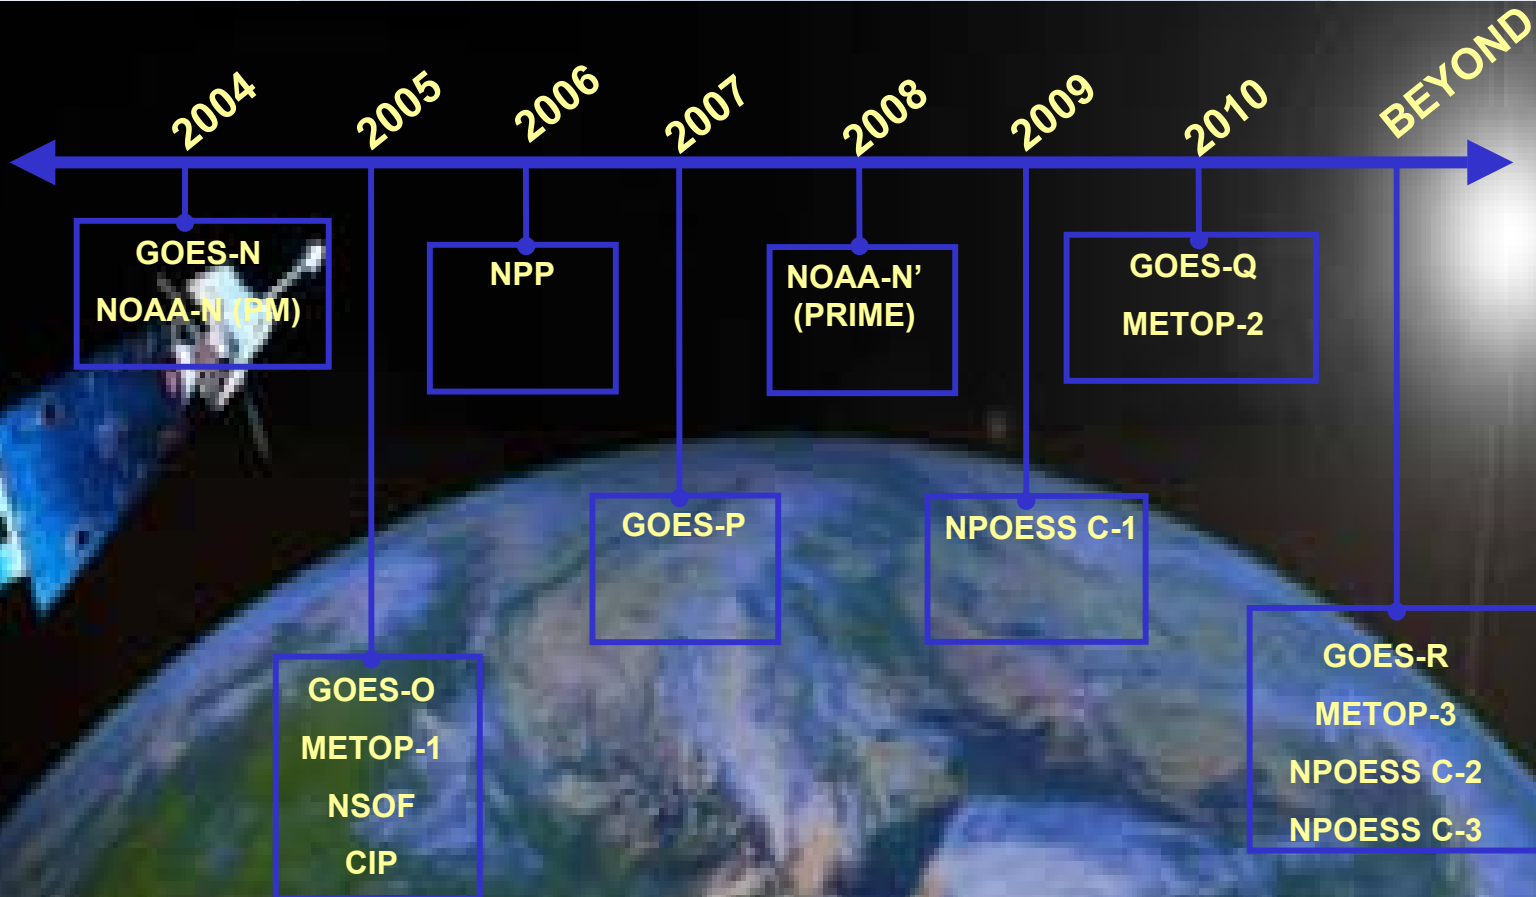 2004
2005
2006
2007
2008
2009
2010
BEYOND
GOES-N
NOAA-N (PM)
NPP
NOAA-N’
(PRIME)
GOES-Q
METOP-2
GOES-P
NPOESS C-1
GOES-O
METOP-1
NSOF
CIP
GOES-R
METOP-3
NPOESS C-2
NPOESS C-3